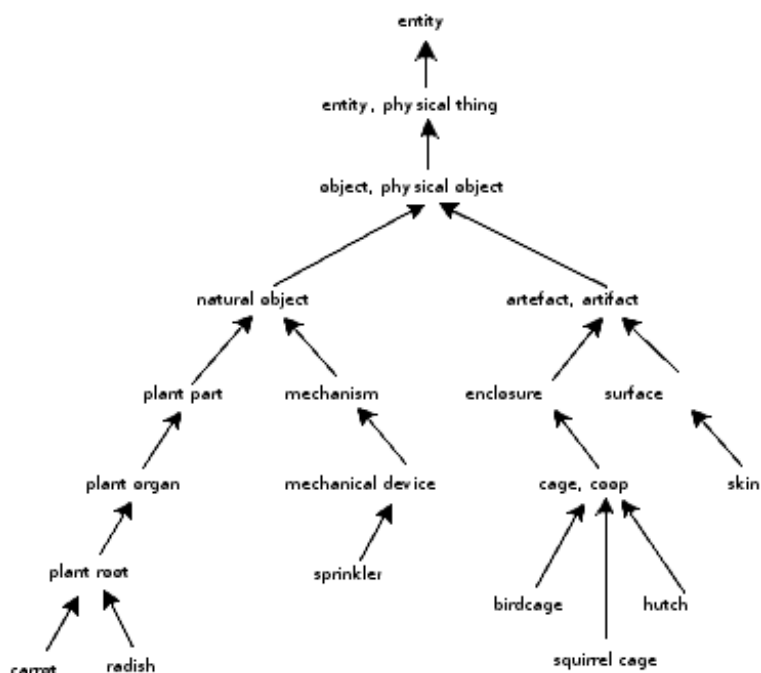 entity
entity, physical thing
object, physical object
natural object artefact, artifact
plant part mechanism enclosure surface
plant organ mechanical device cage, coop skin
plant root sprinkler birdcage hutch
carrot radish squirrel cage